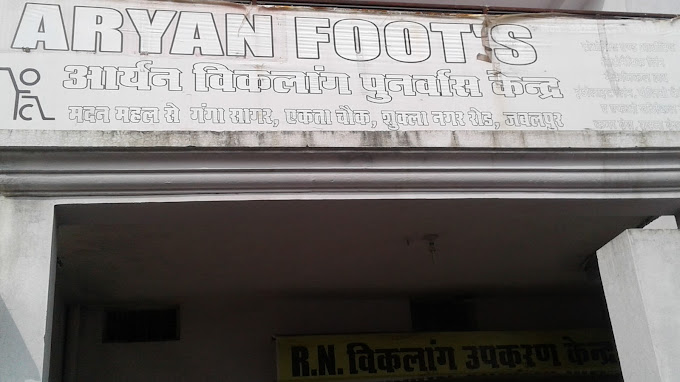 ARYAN FOOT'S
आर्यन विकलांग पुनर्वास केन्द्र
मदन महल से गंगा सागर, एकता चौक, शुक्ला नगर रोड, जबलपुर
R.N. विकलांग उपकरण केन्द्र